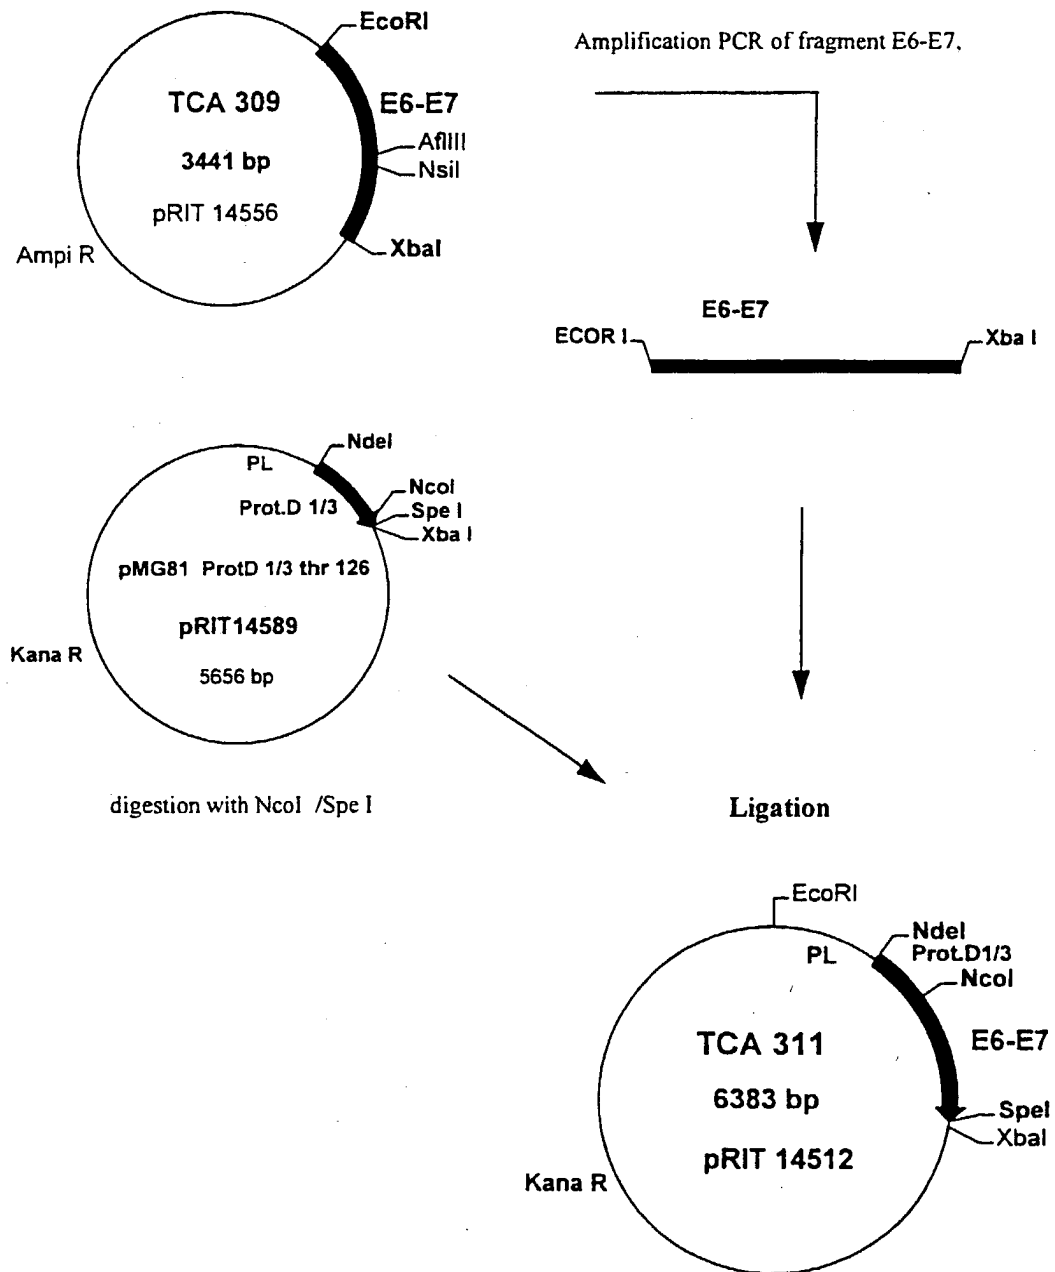 EcoRI
TCA 309
E6-E7
AflIII
3441 bp
NsiI
pRIT 14556
Ampi R
XbaI
Amplification PCR of fragment E6-E7.
E6-E7
ECOR I
Xba I
NdeI
PL
NcoI
Prot.D 1/3
Spe I
Xba I
pMG81 ProtD 1/3 thr 126
pRIT14589
Kana R
5656 bp
digestion with NcoI /Spe I
Ligation
EcoRI
NdeI
PL
Prot.D1/3
NcoI
TCA 311
E6-E7
6383 bp
SpeI
XbaI
pRIT 14512
Kana R